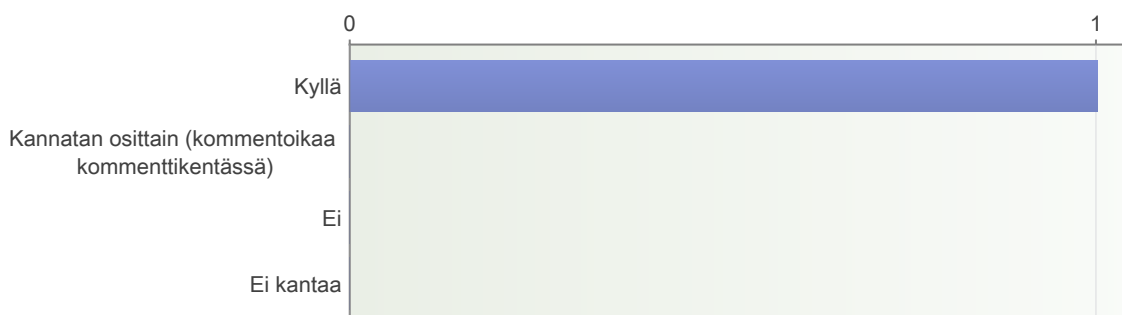 0 1
Kyllä
Kannatan osittain (kommentoikaa
kommenttikentässä)
Ei
Ei kantaa